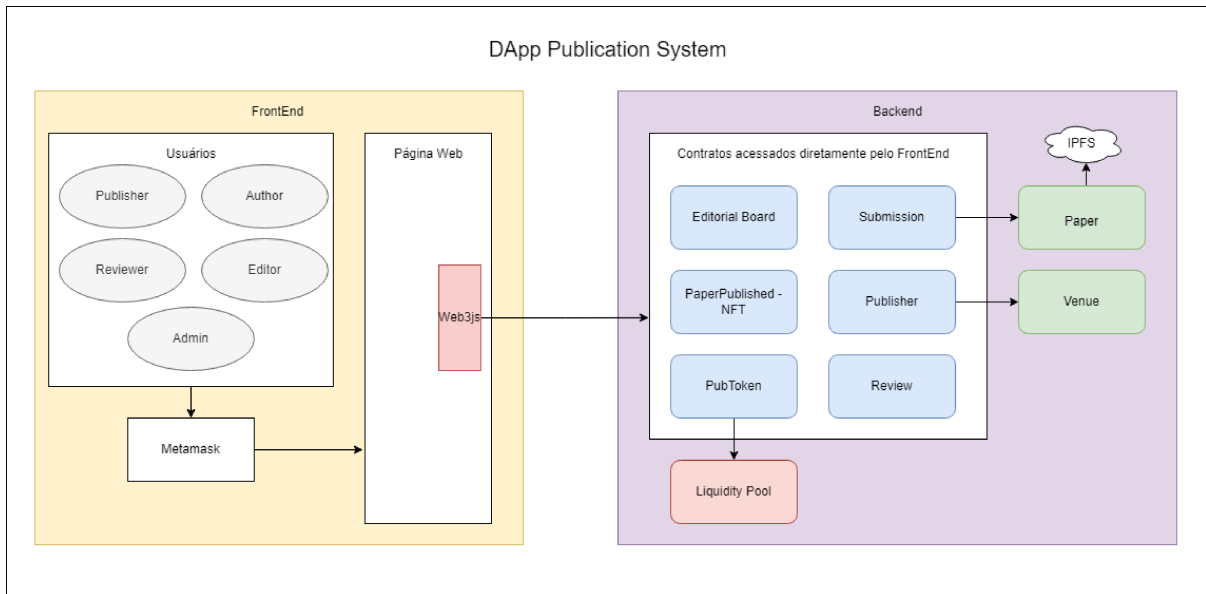 DApp Publication System
FrontEnd
Usuários
Publisher
Author
Reviewer
Editor
Admin
Metamask
Página Web
Web3js
Backend
Contratos acessados diretamente pelo FrontEnd
Editorial Board
Submission
PaperPublished -
NFT
Publisher
PubToken
Review
Liquidity Pool
IPFS
Paper
Venue